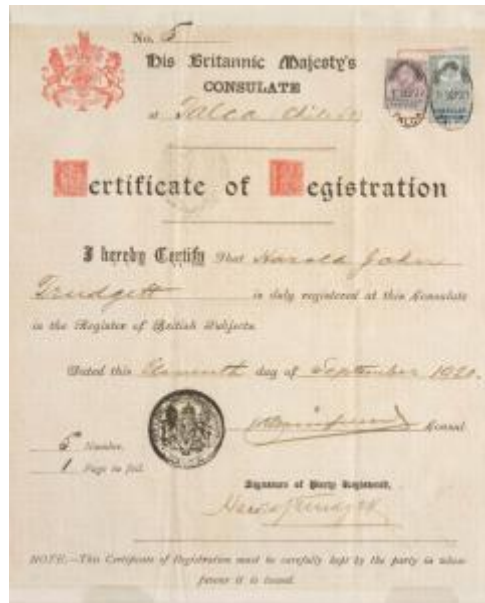 No. 5
His Britannic Majesty's
CONSULATE
at Talca (Chile)
Certificate of Registration
I hereby Certify That Harold John
Trudgett is duly registered at this Consulate
in the Register of British Subjects.
Dated this Eleventh day of September 1920.
Consul
5 Number.
1 Page in fol.
Signature of Party Registered,
Harold J Trudgett
NOTE.—This Certificate of Registration must be carefully kept by the party in whose
favour it is issued.